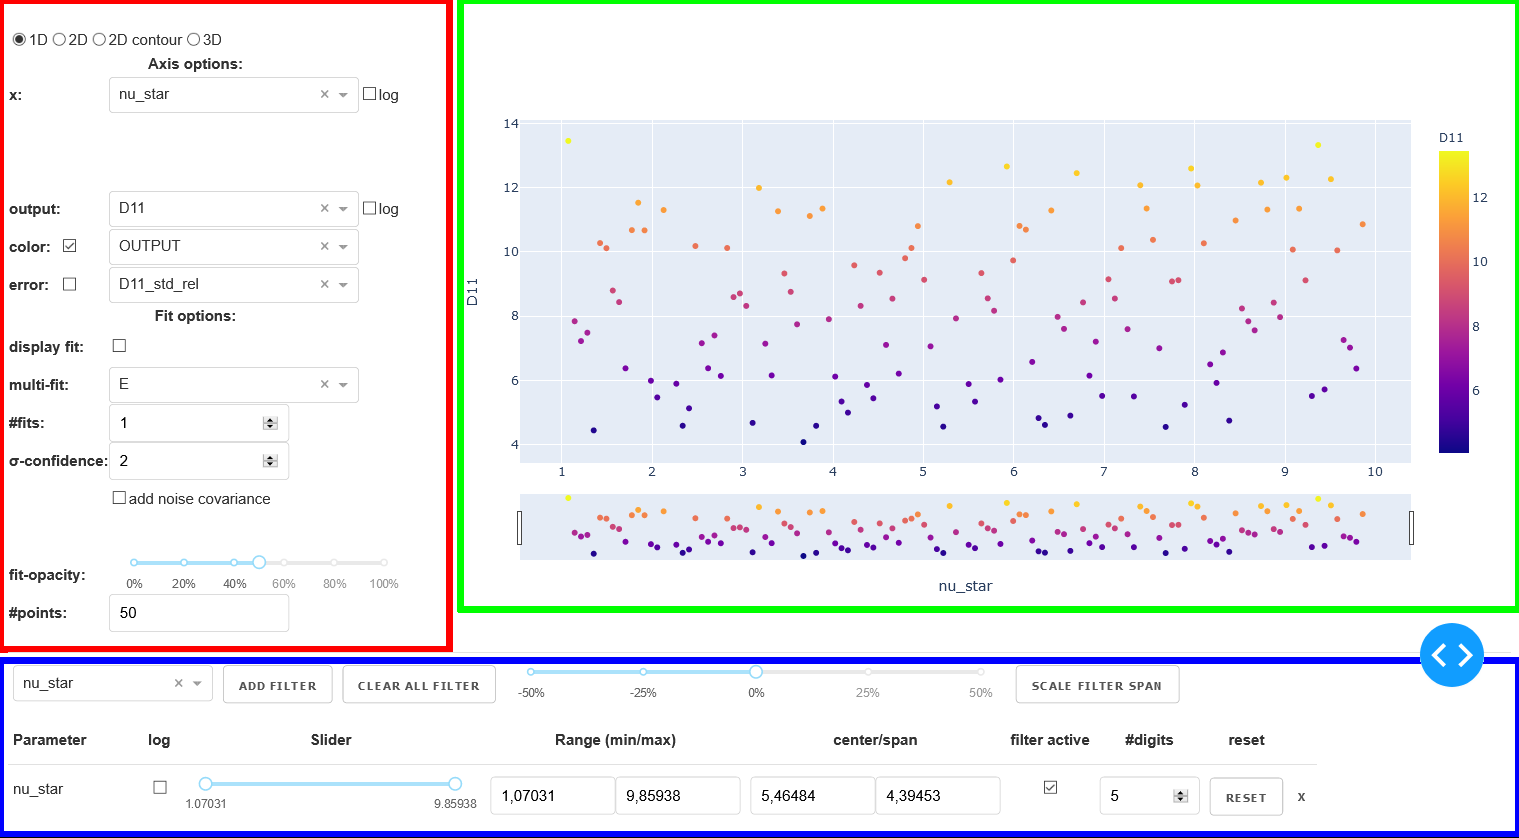 1D 2D 2D contour 3D
Axis options:
x: nu_star × log
output: D11 × log
color: OUTPUT ×
error: D11_std_rel ×
Fit options:
display fit:
multi-fit: E ×
#fits: 1
σ-confidence: 2
add noise covariance
fit-opacity:
0% 20% 40% 60% 80% 100%
#points: 50
14
12
10
8
6
4
D11
1 2 3 4 5 6 7 8 9 10
nu_star
D11
12
10
8
6
nu_star × ADD FILTER CLEAR ALL FILTER -50% -25% 0% 25% 50% SCALE FILTER SPAN
Parameter log Slider Range (min/max) center/span filter active #digits reset
nu_star 1.07031 9.85938 1,07031 9,85938 5,46484 4,39453 5 RESET x